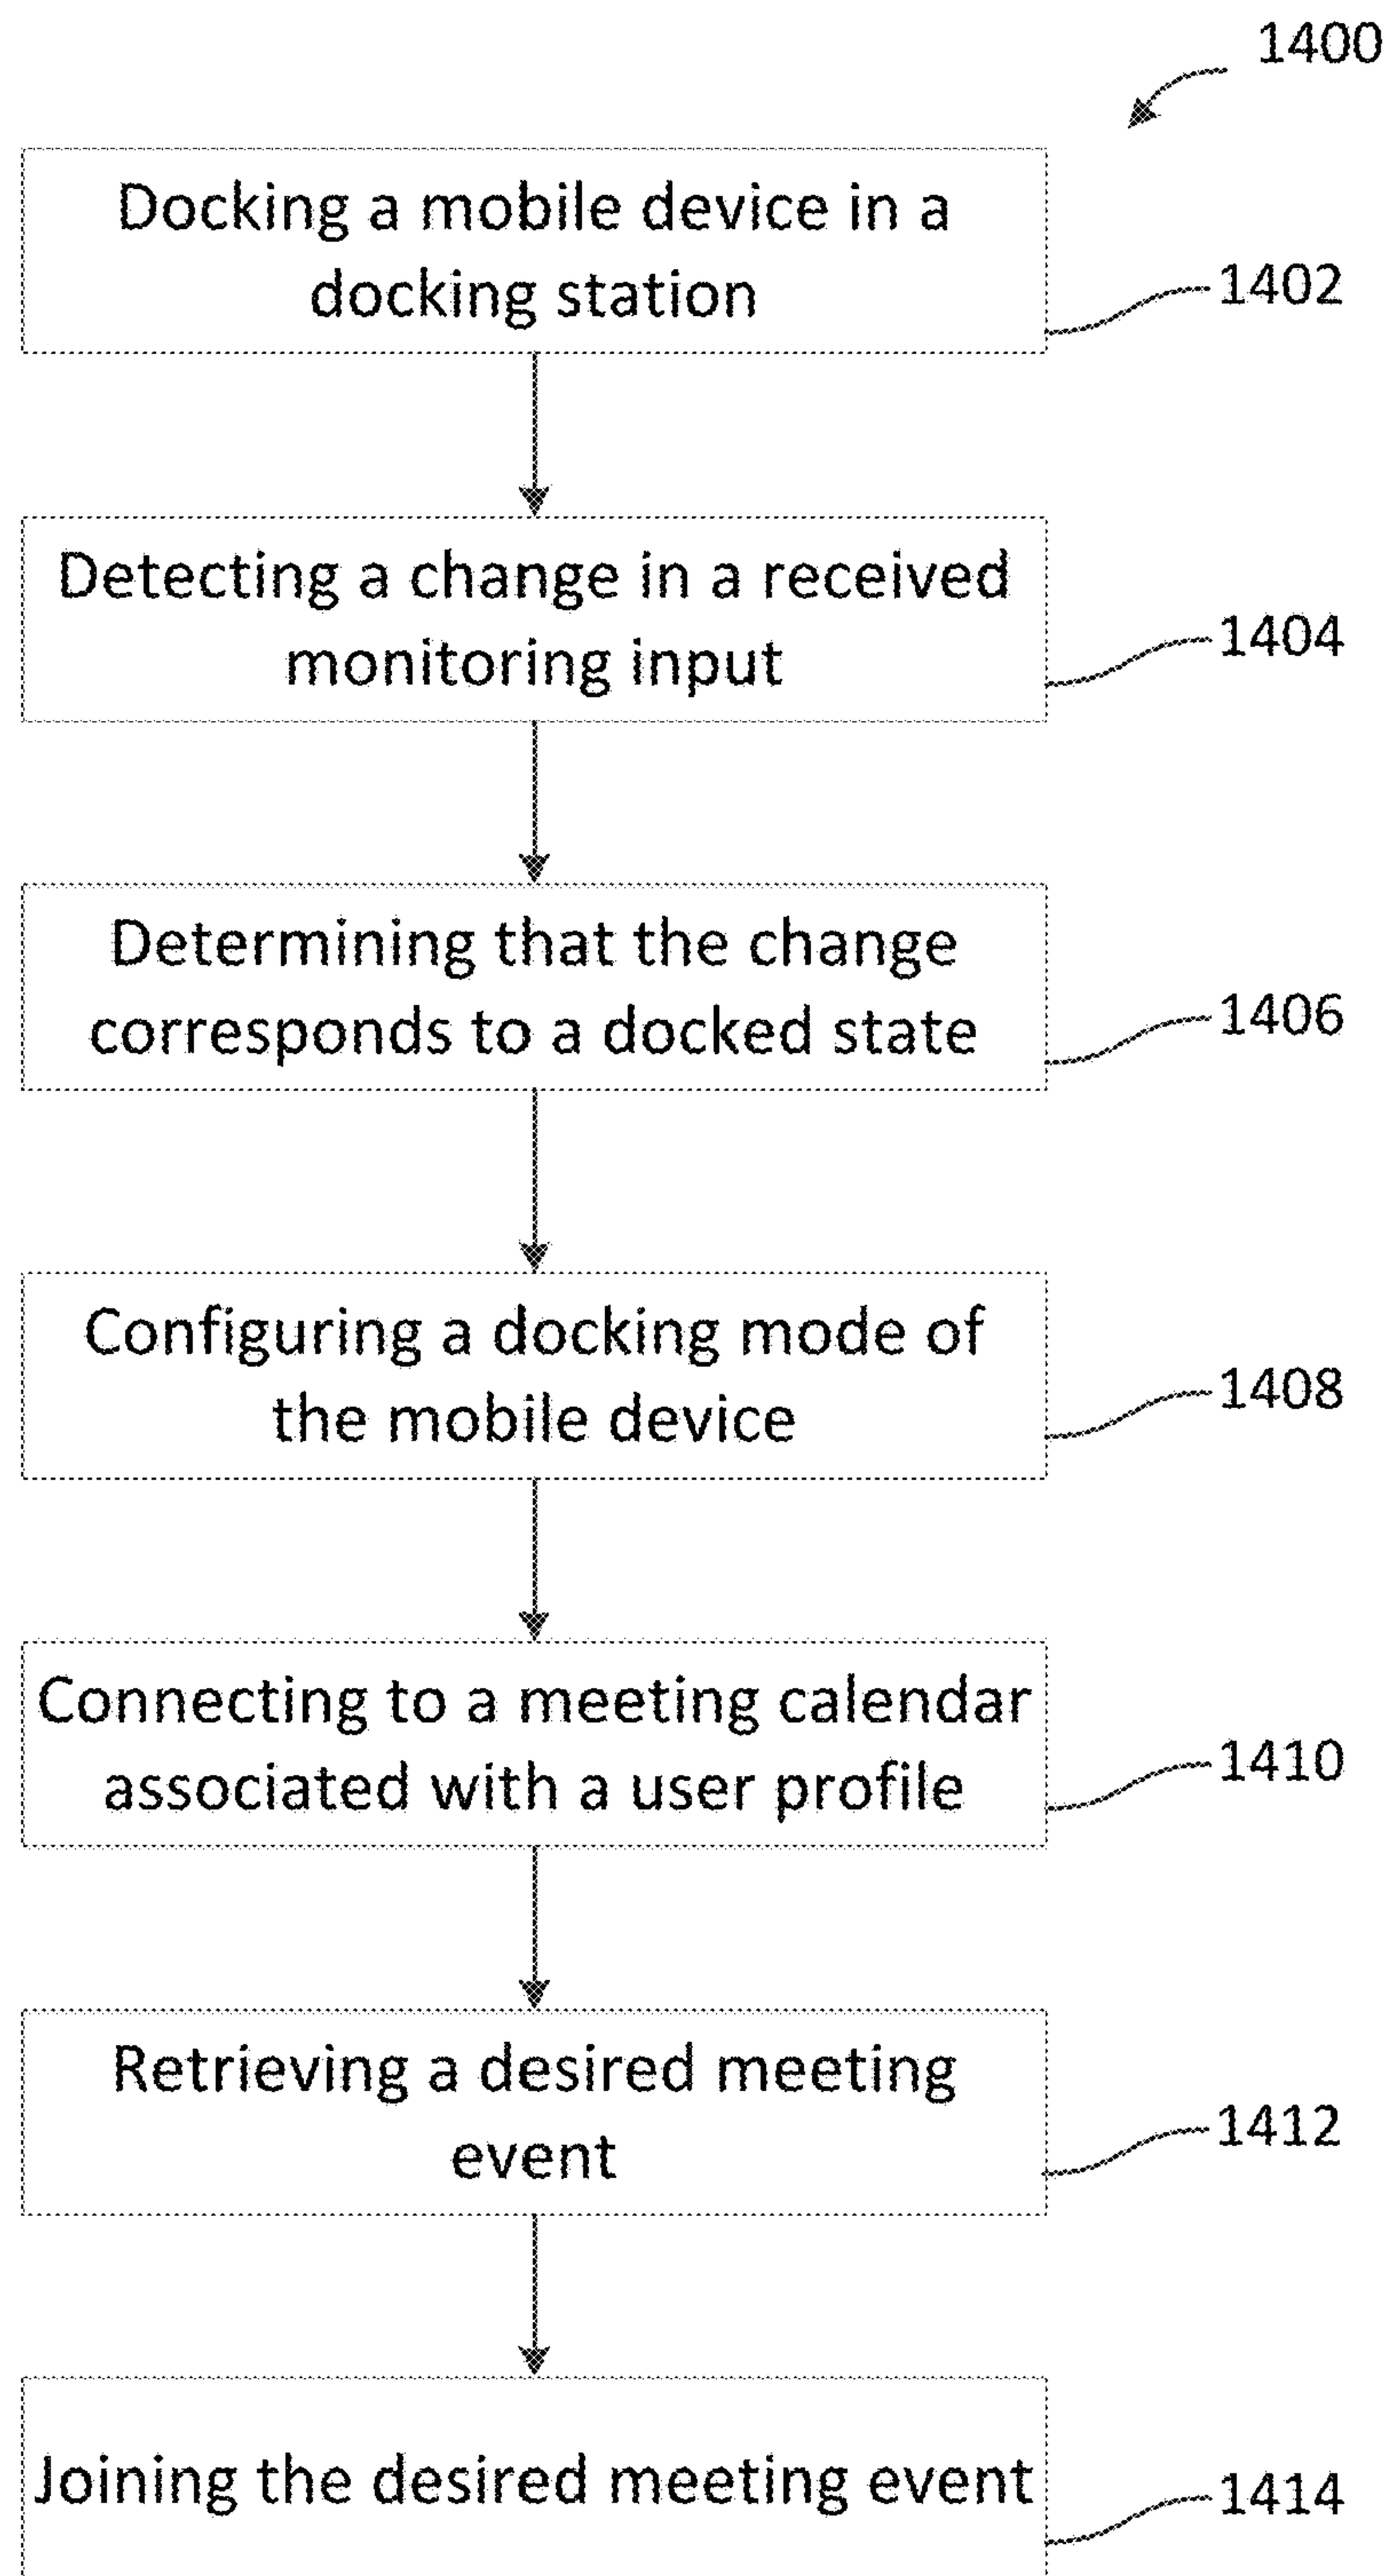 1400
Docking a mobile device in a
docking station
1402
Detecting a change in a received
monitoring input
1404
Determining that the change
corresponds to a docked state
1406
Configuring a docking mode of
the mobile device
1408
Connecting to a meeting calendar
associated with a user profile
1410
Retrieving a desired meeting
event
1412
Joining the desired meeting event
1414